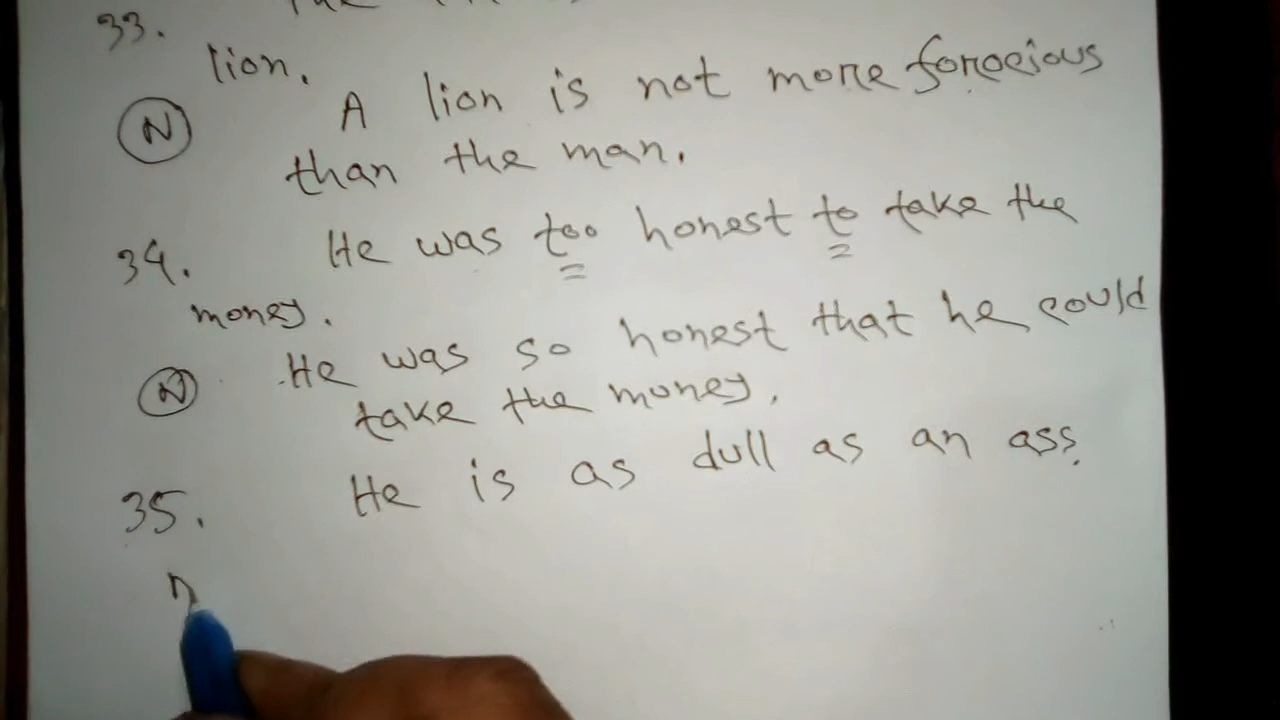 33. The
lion.
N A lion is not more forocious
than the man.
34. He was too honest to take the
money.
N He was so honest that he could
take the money.
35. He is as dull as an ass.